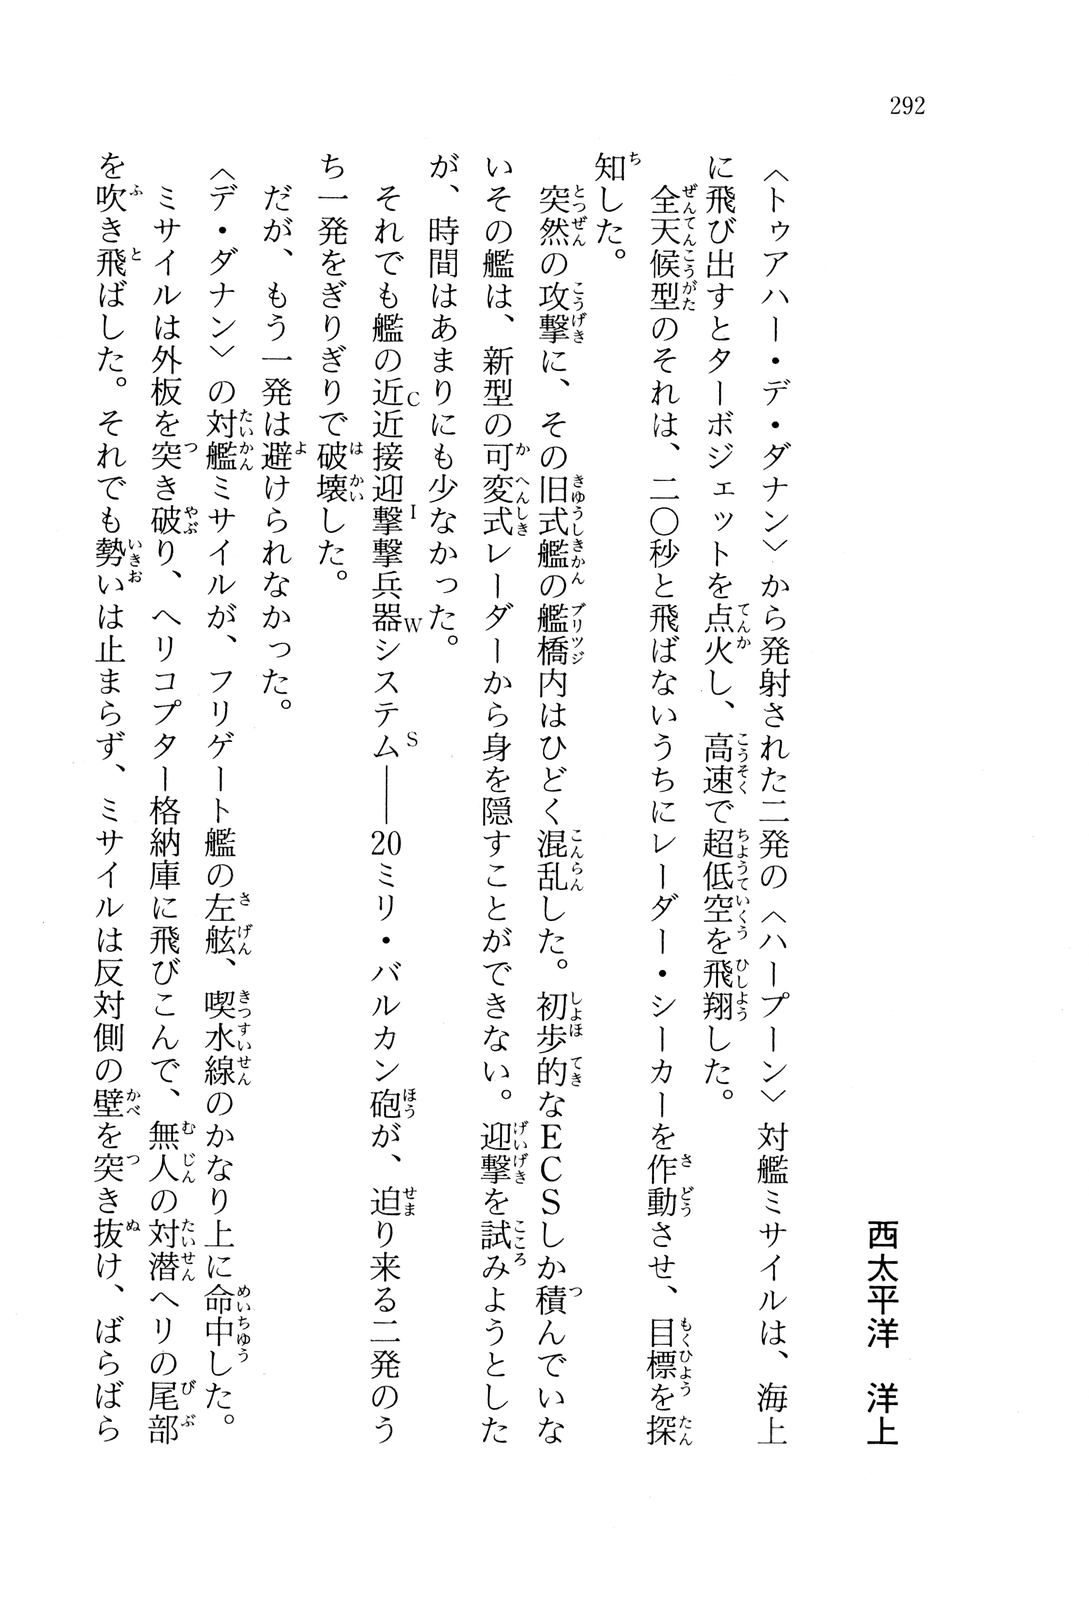 292
西太平洋　洋上
〈トゥアハー・デ・ダナン〉から発射された二発の〈ハープーン〉対艦ミサイルは、海上
に飛び出すとターボジェットを点火し、高速で超低空を飛翔した。
全天候型のそれは、二〇秒と飛ばないうちにレーダー・シーカーを作動させ、目標を探
知した。
突然の攻撃に、その旧式艦の艦橋内はひどく混乱した。初歩的なＥＣＳしか積んでいな
いその艦は、新型の可変式レーダーから身を隠すことができない。迎撃を試みようとした
が、時間はあまりにも少なかった。
それでも艦の近近接迎撃撃兵器システム――20ミリ・バルカン砲が、迫り来る二発のう
ち一発をぎりぎりで破壊した。
だが、もう一発は避けられなかった。
〈デ・ダナン〉の対艦ミサイルが、フリゲート艦の左舷、喫水線のかなり上に命中した。
ミサイルは外板を突き破り、ヘリコプター格納庫に飛びこんで、無人の対潜ヘリの尾部
を吹き飛ばした。それでも勢いは止まらず、ミサイルは反対側の壁を突き抜け、ばらばら